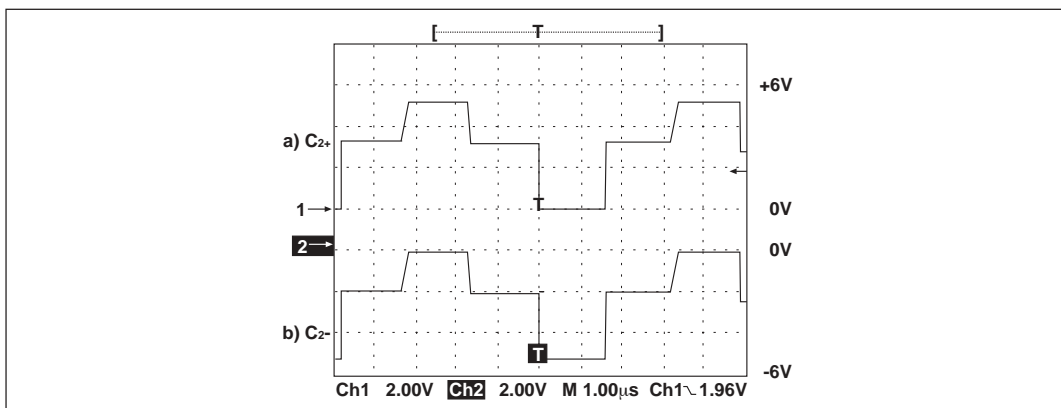 [ T ]
+6V
a) C2+
T
1
0V
2
0V
b) C2-
T
-6V
Ch1 2.00V Ch2 2.00V M 1.00µs Ch1 1.96V